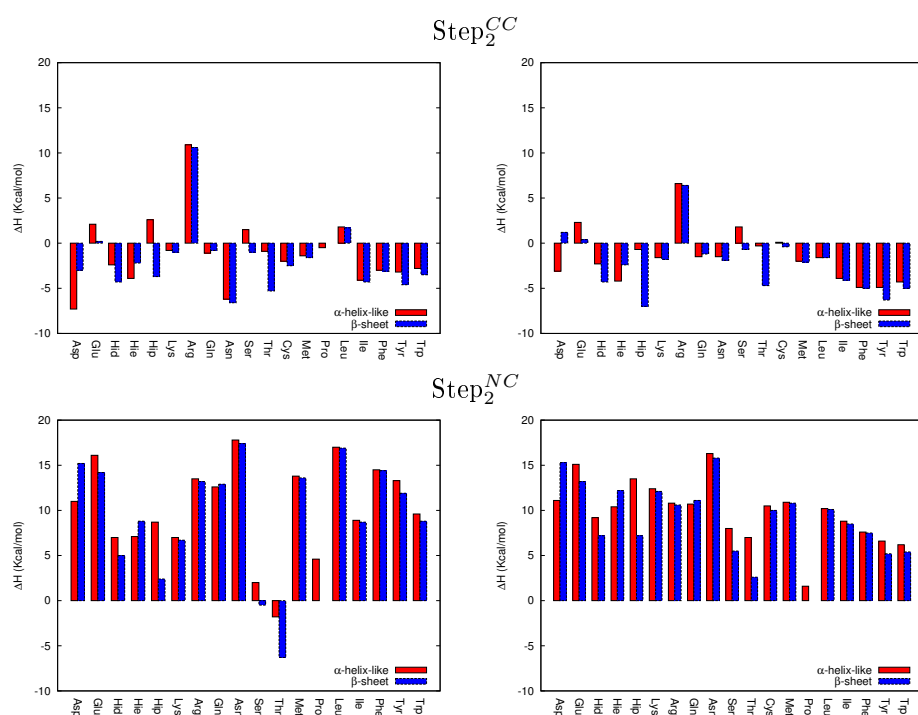 Step₂^{CC}
20
15
10
5
0
-5
-10
ΔH (Kcal/mol)
α-helix-like
β-sheet
Asp Glu Hid Hie Hip Lys Arg Gln Asn Ser Thr Cys Met Pro Leu Ile Phe Tyr Trp
20
15
10
5
0
-5
-10
ΔH (Kcal/mol)
α-helix-like
β-sheet
Asp Glu Hid Hie Hip Lys Arg Gln Asn Ser Thr Cys Met Leu Ile Phe Tyr Trp
Step₂^{NC}
20
15
10
5
0
-5
-10
ΔH (Kcal/mol)
α-helix-like
β-sheet
Asp Glu Hid Hie Hip Lys Arg Gln Asn Ser Thr Met Pro Leu Ile Phe Tyr Trp
20
15
10
5
0
-5
-10
ΔH (Kcal/mol)
α-helix-like
β-sheet
Asp Glu Hid Hie Hip Lys Arg Gln Asn Ser Thr Cys Met Pro Leu Ile Phe Tyr Trp